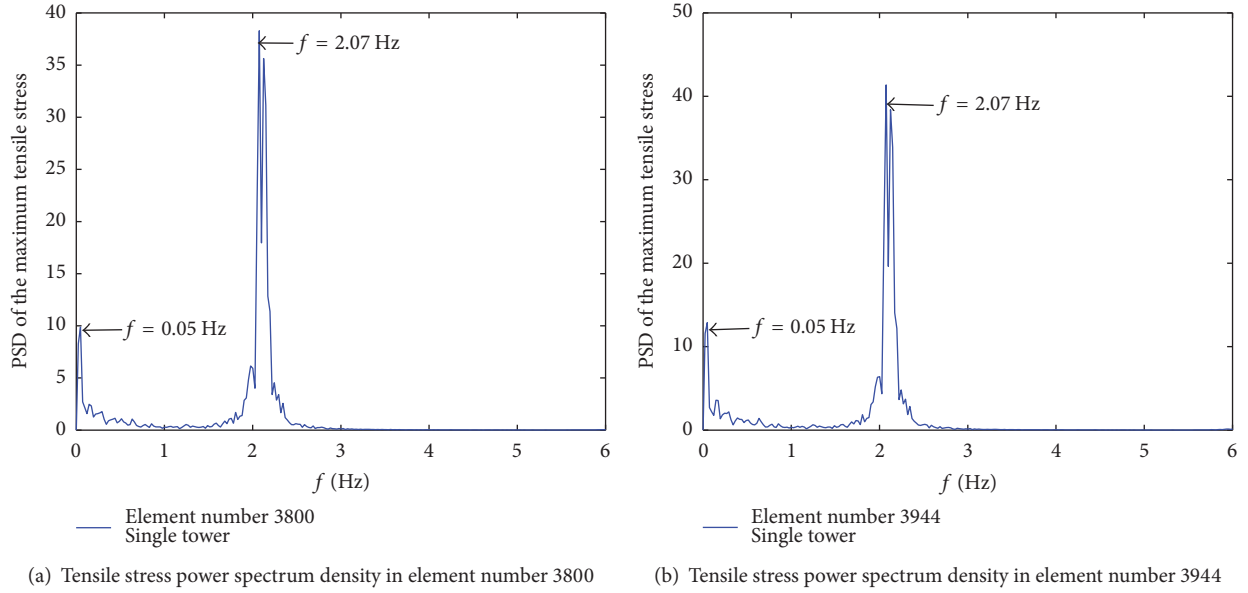 PSD of the maximum tensile stress
40
35
30
25
20
15
10
5
0
f = 2.07 Hz
f = 0.05 Hz
0 1 2 3 4 5 6
f (Hz)
Element number 3800
Single tower
(a) Tensile stress power spectrum density in element number 3800
PSD of the maximum tensile stress
50
40
30
20
10
0
f = 2.07 Hz
f = 0.05 Hz
0 1 2 3 4 5 6
f (Hz)
Element number 3944
Single tower
(b) Tensile stress power spectrum density in element number 3944